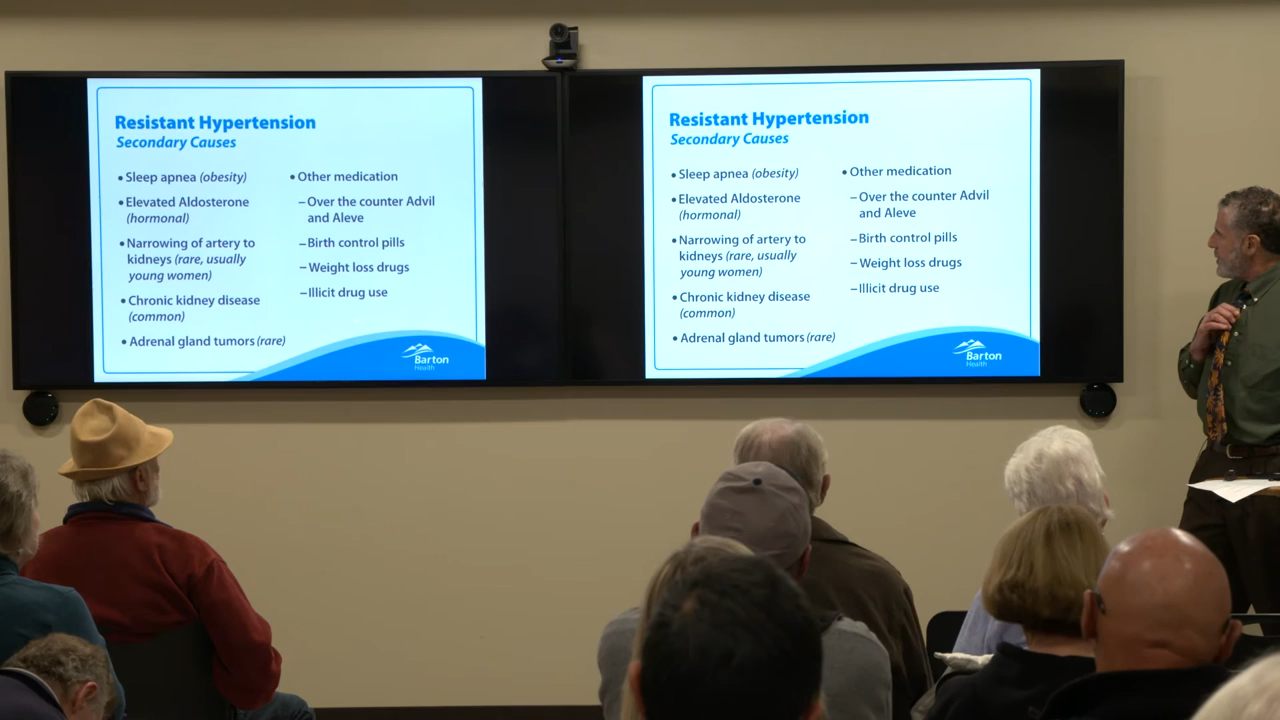 Resistant Hypertension
Secondary Causes
• Sleep apnea (obesity)
• Elevated Aldosterone
(hormonal)
• Narrowing of artery to
kidneys (rare, usually
young women)
• Chronic kidney disease
(common)
• Adrenal gland tumors (rare)
• Other medication
– Over the counter Advil
and Aleve
– Birth control pills
– Weight loss drugs
– Illicit drug use
Barton
Health
Resistant Hypertension
Secondary Causes
• Sleep apnea (obesity)
• Elevated Aldosterone
(hormonal)
• Narrowing of artery to
kidneys (rare, usually
young women)
• Chronic kidney disease
(common)
• Adrenal gland tumors (rare)
• Other medication
– Over the counter Advil
and Aleve
– Birth control pills
– Weight loss drugs
– Illicit drug use
Barton
Health